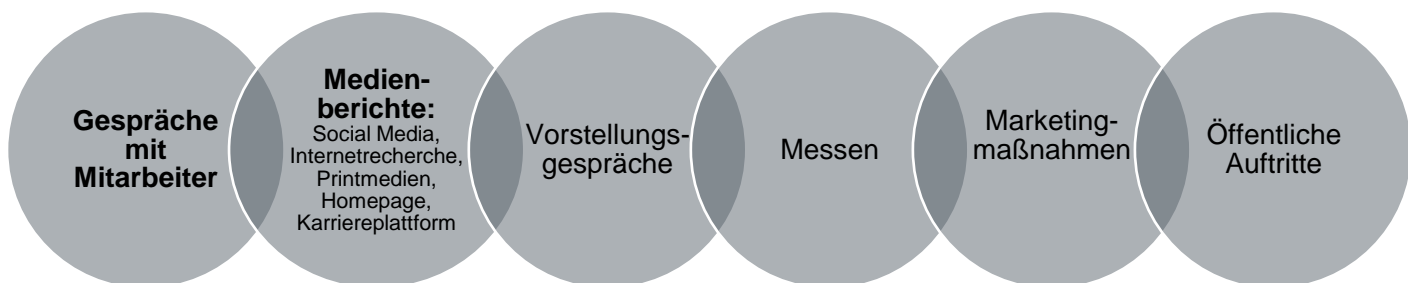 Gespräche
mit
Mitarbeiter
Medien-
berichte:
Social Media,
Internetrecherche,
Printmedien,
Homepage,
Karriereplattform
Vorstellungs-
gespräche
Messen
Marketing-
maßnahmen
Öffentliche
Auftritte